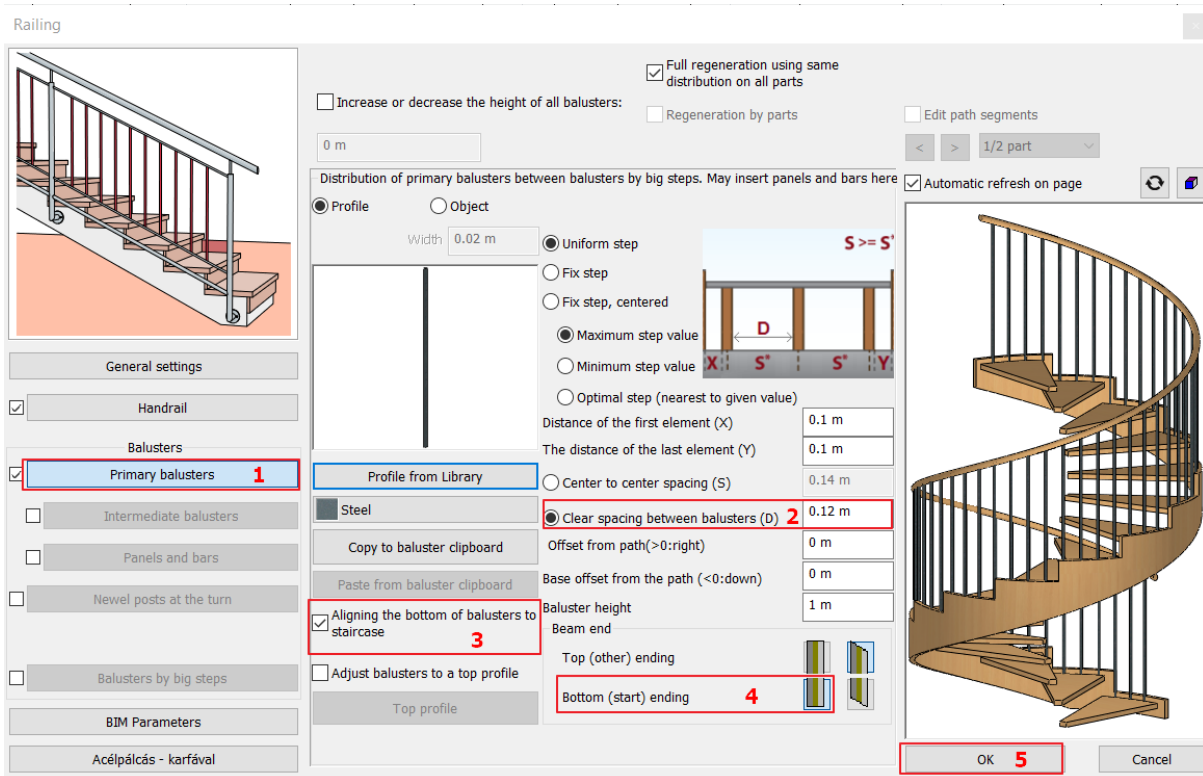 Railing
Full regeneration using same
distribution on all parts
Increase or decrease the height of all balusters:
Regeneration by parts
Edit path segments
0 m
<
>
1/2 part
Distribution of primary balusters between balusters by big steps. May insert panels and bars here
Automatic refresh on page
Profile
Object
Width
0.02 m
Uniform step
S >= S*
Fix step
Fix step, centered
D
Maximum step value
X
S*
S*
Y
Minimum step value
Optimal step (nearest to given value)
General settings
Handrail
Distance of the first element (X)
0.1 m
Balusters
The distance of the last element (Y)
0.1 m
Primary balusters
1
Profile from Library
Center to center spacing (S)
0.14 m
Intermediate balusters
Steel
Clear spacing between balusters (D)
2
0.12 m
Panels and bars
Copy to baluster clipboard
Offset from path(>0:right)
0 m
Paste from baluster clipboard
Base offset from the path (<0:down)
0 m
Newel posts at the turn
Aligning the bottom of balusters to
staircase
3
Baluster height
1 m
Beam end
Top (other) ending
Balusters by big steps
Adjust balusters to a top profile
Bottom (start) ending
4
Top profile
BIM Parameters
Acélpálcás - karfával
OK
5
Cancel